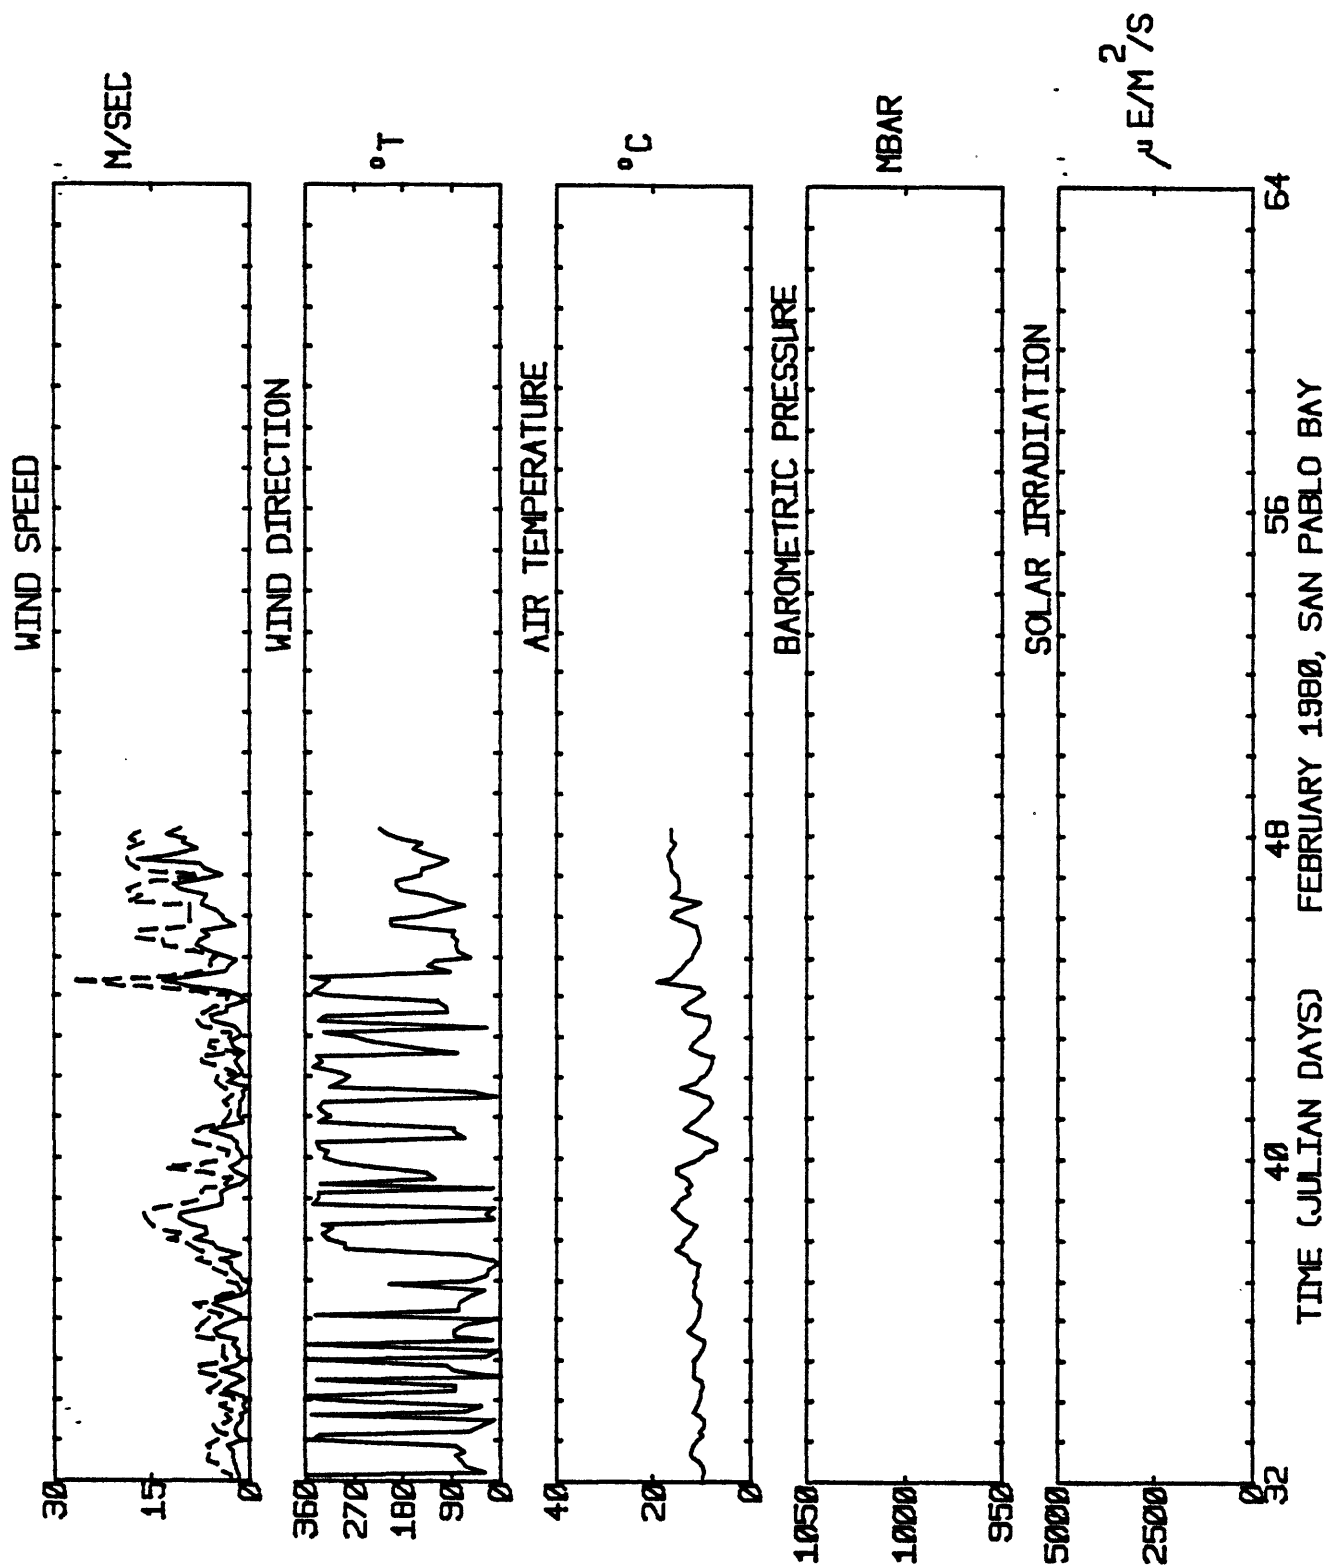 WIND SPEED
30
15
0
M/SEC
WIND DIRECTION
360
270
180
90
0
°T
AIR TEMPERATURE
40
20
0
°C
BAROMETRIC PRESSURE
1050
1000
950
MBAR
SOLAR IRRADIATION
5000
2500
0
µE/M²/S
32 40 48 56 64
TIME (JULIAN DAYS) FEBRUARY 1980, SAN PABLO BAY